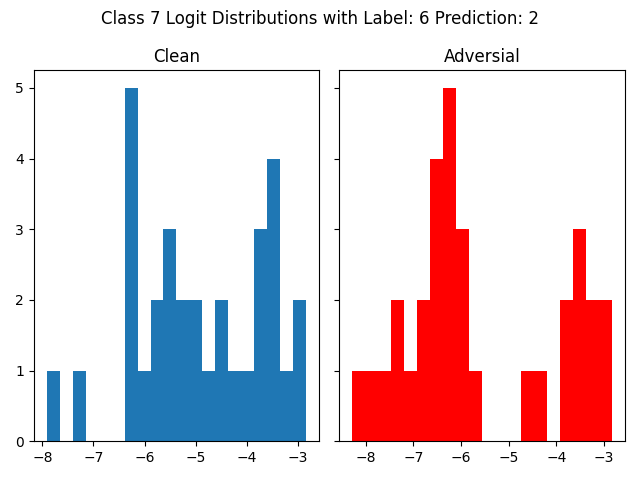 Class 7 Logit Distributions with Label: 6 Prediction: 2
Clean
Adversial
5
4
3
2
1
0
−8 −7 −6 −5 −4 −3
−8 −7 −6 −5 −4 −3